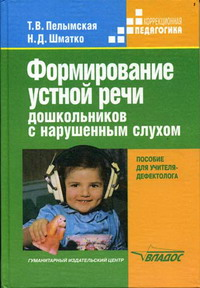 Т. В. Пелымская
Н. Д. Шматко
КОРРЕКЦИОННАЯ
ПЕДАГОГИКА
Формирование
устной речи
дошкольников
с нарушенным слухом
ПОСОБИЕ
ДЛЯ УЧИТЕЛЯ-
ДЕФЕКТОЛОГА
ГУМАНИТАРНЫЙ ИЗДАТЕЛЬСКИЙ ЦЕНТР
ВЛАДОС